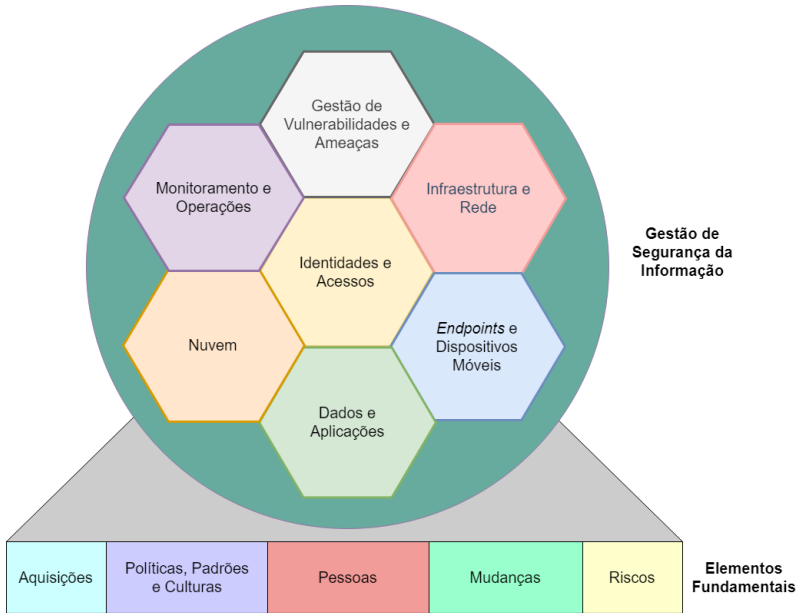 Gestão de
Vulnerabilidades e
Ameaças
Monitoramento e
Operações
Infraestrutura e
Rede
Identidades e
Acessos
Gestão de
Segurança da
Informação
Nuvem
Endpoints e
Dispositivos
Móveis
Dados e
Aplicações
Aquisições
Políticas, Padrões
e Culturas
Pessoas
Mudanças
Riscos
Elementos
Fundamentais